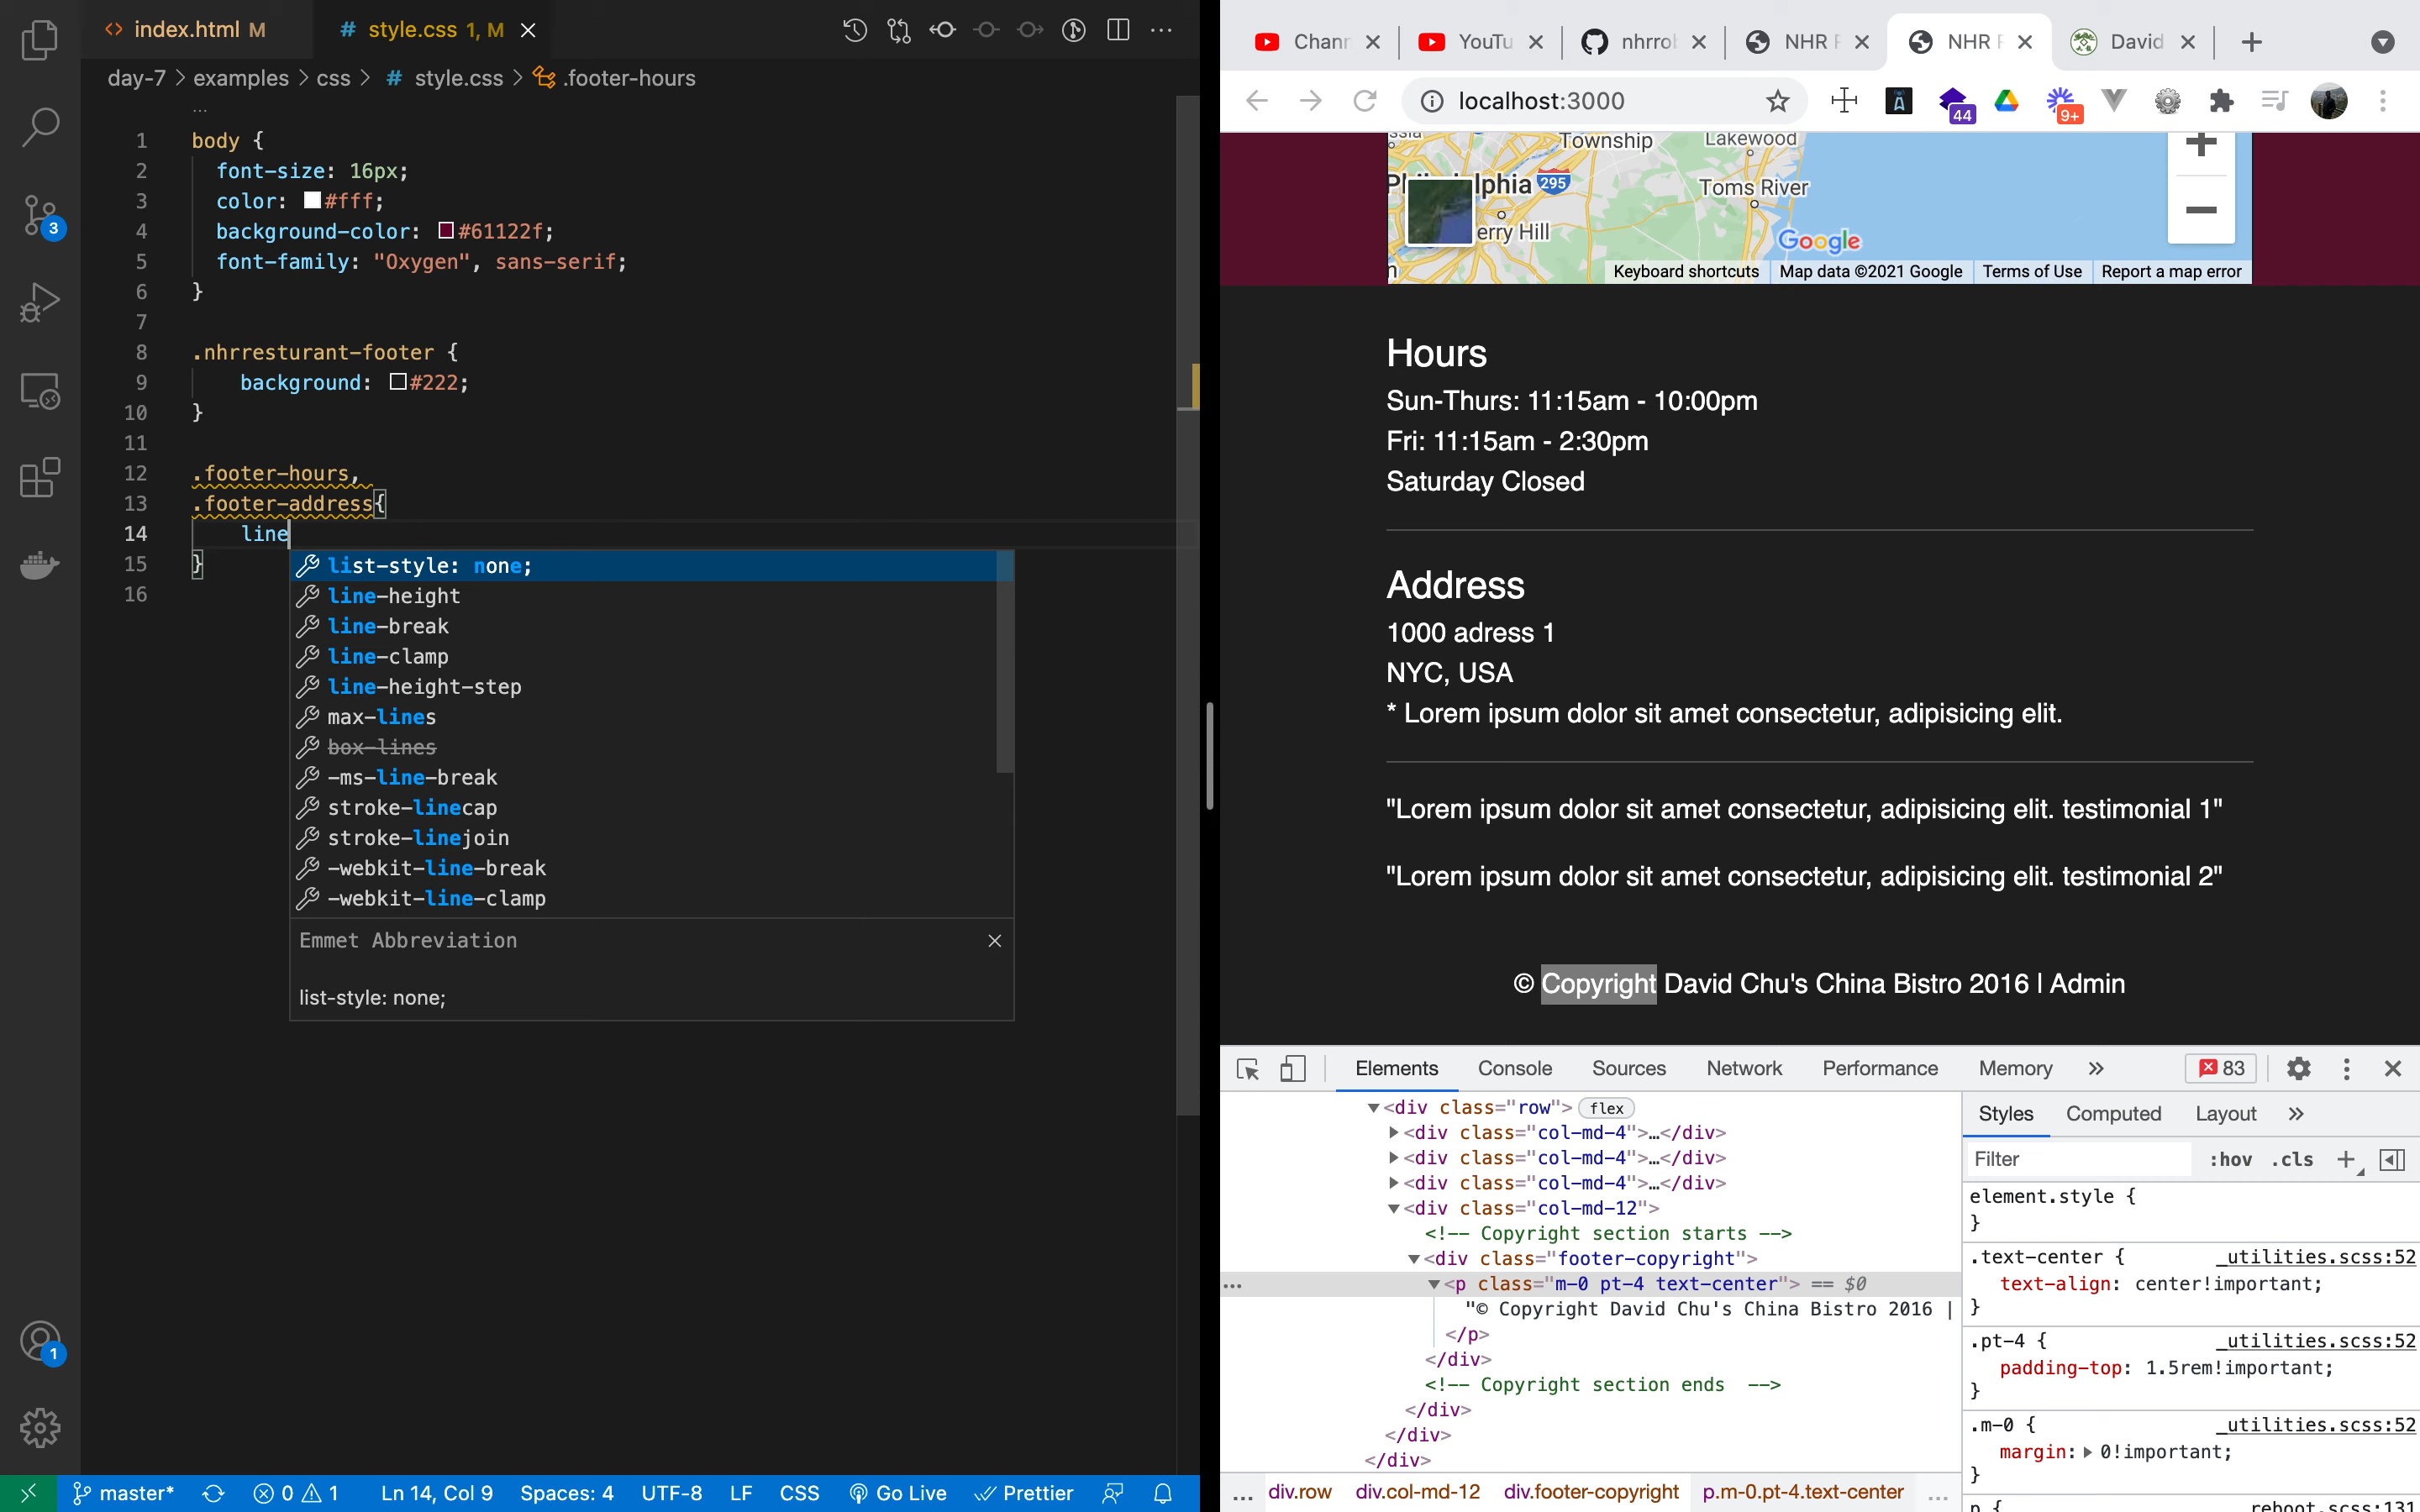 index.html M
# style.css 1, M
day-7 > examples > css > # style.css > .footer-hours
...
1 body {
2 font-size: 16px;
3 color: #fff;
4 background-color: #61122f;
5 font-family: "Oxygen", sans-serif;
6 }
7
8 .nhrresturant-footer {
9 background: #222;
10 }
11
12 .footer-hours,
13 .footer-address{
14 line
15 }
16
list-style: none;
line-height
line-break
line-clamp
line-height-step
max-lines
box-lines
-ms-line-break
stroke-linecap
stroke-linejoin
-webkit-line-break
-webkit-line-clamp
Emmet Abbreviation
list-style: none;
3
1
master* 0 1 Ln 14, Col 9 Spaces: 4 UTF-8 LF CSS Go Live Prettier
Chann YouTu nhrrob NHR NHR David
localhost:3000
44 9+
Township
Lakewood
295
Toms River
erry Hill
Google
Keyboard shortcuts Map data ©2021 Google Terms of Use Report a map error
Hours
Sun-Thurs: 11:15am - 10:00pm
Fri: 11:15am - 2:30pm
Saturday Closed
Address
1000 adress 1
NYC, USA
* Lorem ipsum dolor sit amet consectetur, adipisicing elit.
"Lorem ipsum dolor sit amet consectetur, adipisicing elit. testimonial 1"
"Lorem ipsum dolor sit amet consectetur, adipisicing elit. testimonial 2"
© Copyright David Chu's China Bistro 2016 | Admin
Elements Console Sources Network Performance Memory » 83
<div class="row"> flex
<div class="col-md-4">…</div>
<div class="col-md-4">…</div>
<div class="col-md-4">…</div>
<div class="col-md-12">
<!-- Copyright section starts -->
<div class="footer-copyright">
<p class="m-0 pt-4 text-center"> == $0
"© Copyright David Chu's China Bistro 2016 |
</p>
</div>
<!-- Copyright section ends -->
</div>
</div>
</div>
... div.row div.col-md-12 div.footer-copyright p.m-0.pt-4.text-center ...
Styles Computed Layout »
Filter :hov .cls +
element.style {
}
.text-center { _utilities.scss:52
text-align: center!important;
}
.pt-4 { _utilities.scss:52
padding-top: 1.5rem!important;
}
.m-0 { _utilities.scss:52
margin: 0!important;
}
p { _reboot.scss:131